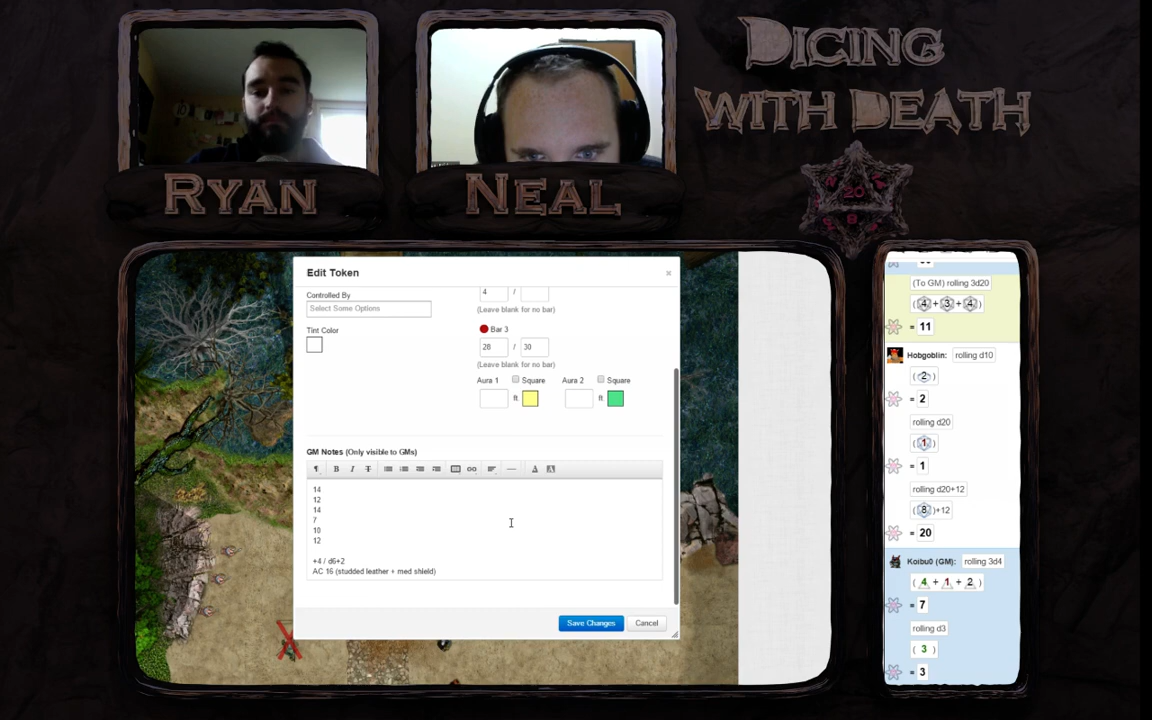 DICING
WITH DEATH
20
RYAN
NEAL
Edit Token
×
Controlled By
Select Some Options
Tint Color
4 /
(Leave blank for no bar)
Bar 3
28 / 30
(Leave blank for no bar)
Aura 1 Square Aura 2 Square
ft. ft.
GM Notes (Only visible to GMs)
14
12
14
7
10
12
+4 / d6+2
AC 16 (studded leather + med shield)
Save Changes Cancel
(To GM) rolling 3d20
(4+3+4)
= 11
Hobgoblin: rolling d10
(2)
= 2
rolling d20
(1)
= 1
rolling d20+12
(8)+12
= 20
Koibu0 (GM): rolling 3d4
(4+1+2)
= 7
rolling d3
(3)
= 3